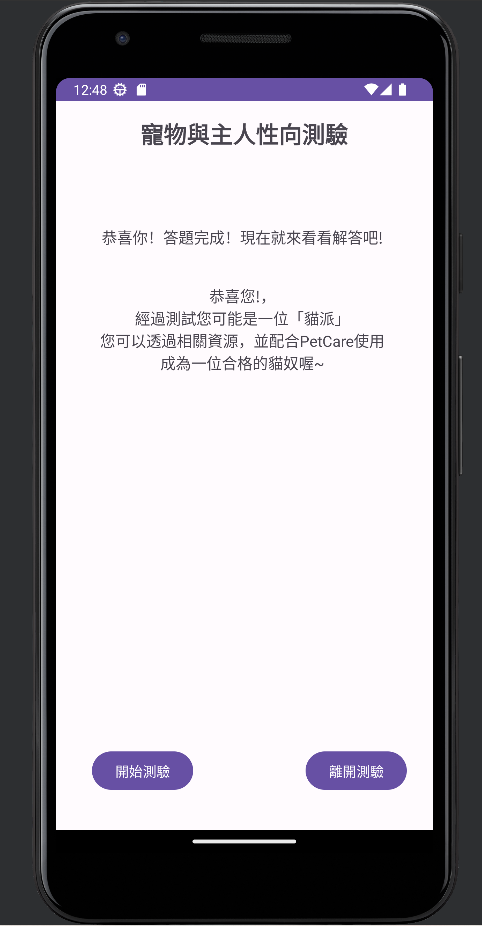 12:48
寵物與主人性向測驗
恭喜你！答題完成！現在就來看看解答吧!
恭喜您!，
經過測試您可能是一位「貓派」
您可以透過相關資源，並配合PetCare使用
成為一位合格的貓奴喔~
開始測驗
離開測驗